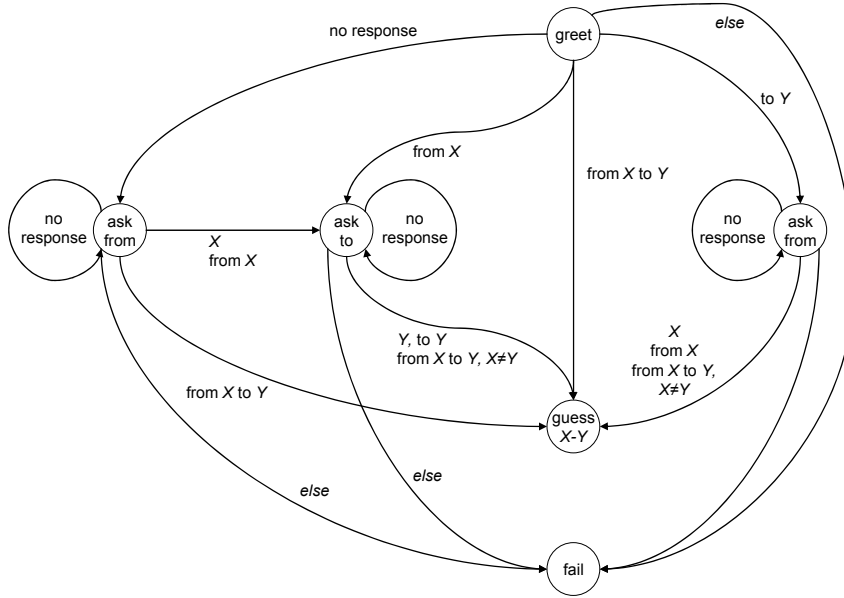 greet
else
no response
to Y
from X
from X to Y
no
response
ask
from
X
from X
ask
to
no
response
no
response
ask
from
Y, to Y
from X to Y, X≠Y
X
from X
from X to Y,
X≠Y
from X to Y
guess
X-Y
else
else
fail